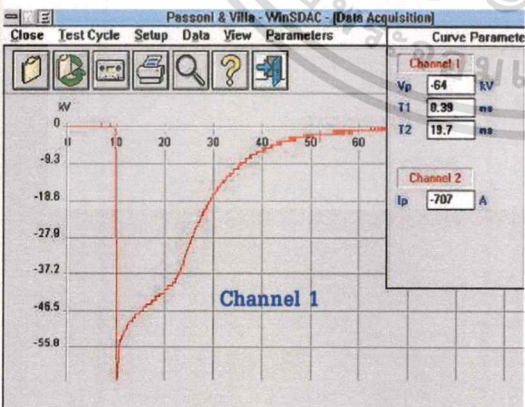 Passoni & Villa - WinSDAC - [Data Acquisition]
Close Test Cycle Setup Data View Parameters
Curve Paramete
Channel 1
Vp -64 kV
T1 0.39 ms
T2 19.7 ms
Channel 2
Ip -707 A
kV
0
10 20 30 40 50 60
-9.3
-18.6
-27.9
-37.2
-46.5
-55.8
Channel 1